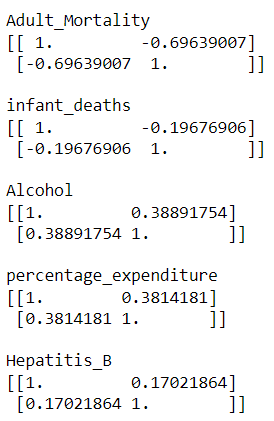 Adult_Mortality
[[ 1.         -0.69639007]
 [-0.69639007  1.        ]]
infant_deaths
[[ 1.         -0.19676906]
 [-0.19676906  1.        ]]
Alcohol
[[1.         0.38891754]
 [0.38891754 1.        ]]
percentage_expenditure
[[1.        0.3814181]
 [0.3814181 1.       ]]
Hepatitis_B
[[1.         0.17021864]
 [0.17021864 1.        ]]